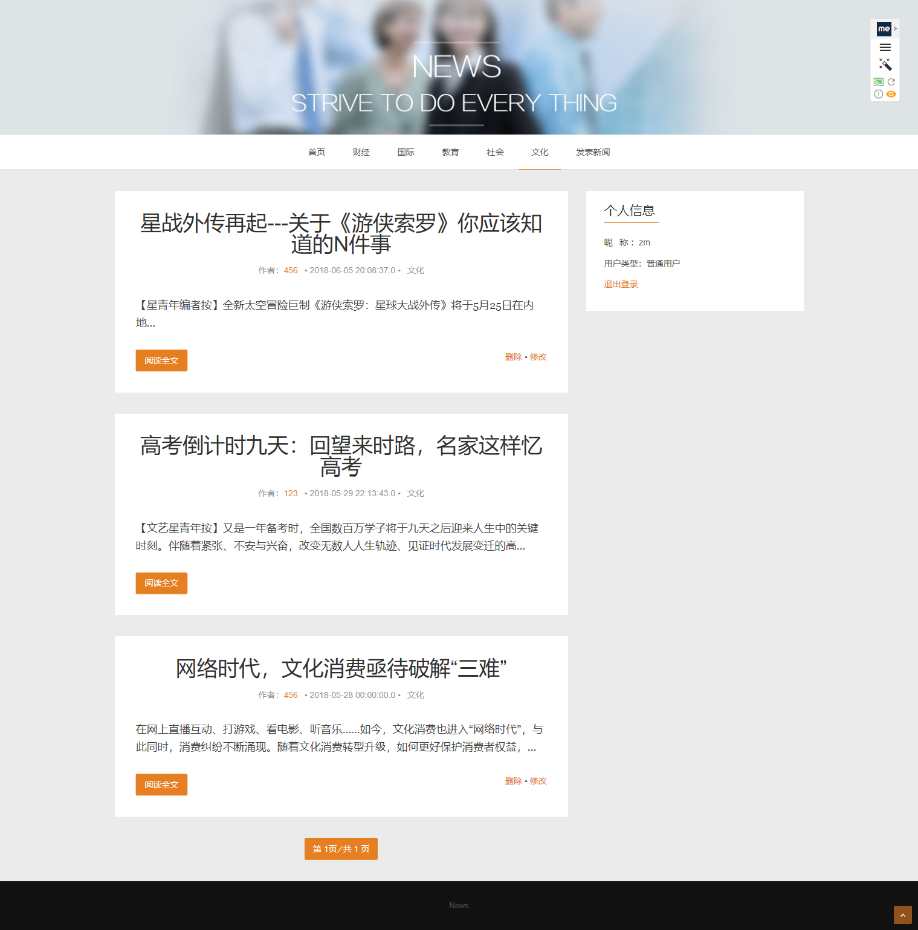 NEWS
STRIVE TO DO EVERY THING
me
首页 财经 国际 教育 社会 文化 发表新闻
星战外传再起---关于《游侠索罗》你应该知
道的N件事
作者：456 • 2018-06-05 20:08:37.0 • 文化
【星青年编者按】全新太空冒险巨制《游侠索罗：星球大战外传》将于5月25日在内
地...
阅读全文
删除 • 修改
个人信息
昵 称：zm
用户类型：普通用户
退出登录
高考倒计时九天：回望来时路，名家这样忆
高考
作者：123 • 2018-05-29 22:13:43.0 • 文化
【文艺星青年按】又是一年备考时，全国数百万学子将于九天之后迎来人生中的关键
时刻。伴随着紧张、不安与兴奋，改变无数人人生轨迹、见证时代发展变迁的高...
阅读全文
网络时代，文化消费亟待破解“三难”
作者：456 • 2018-05-28 00:00:00.0 • 文化
在网上直播互动、打游戏、看电影、听音乐……如今，文化消费也进入“网络时代”，与
此同时，消费纠纷不断涌现。随着文化消费转型升级，如何更好保护消费者权益，...
阅读全文
删除 • 修改
第 1页/共 1 页
News